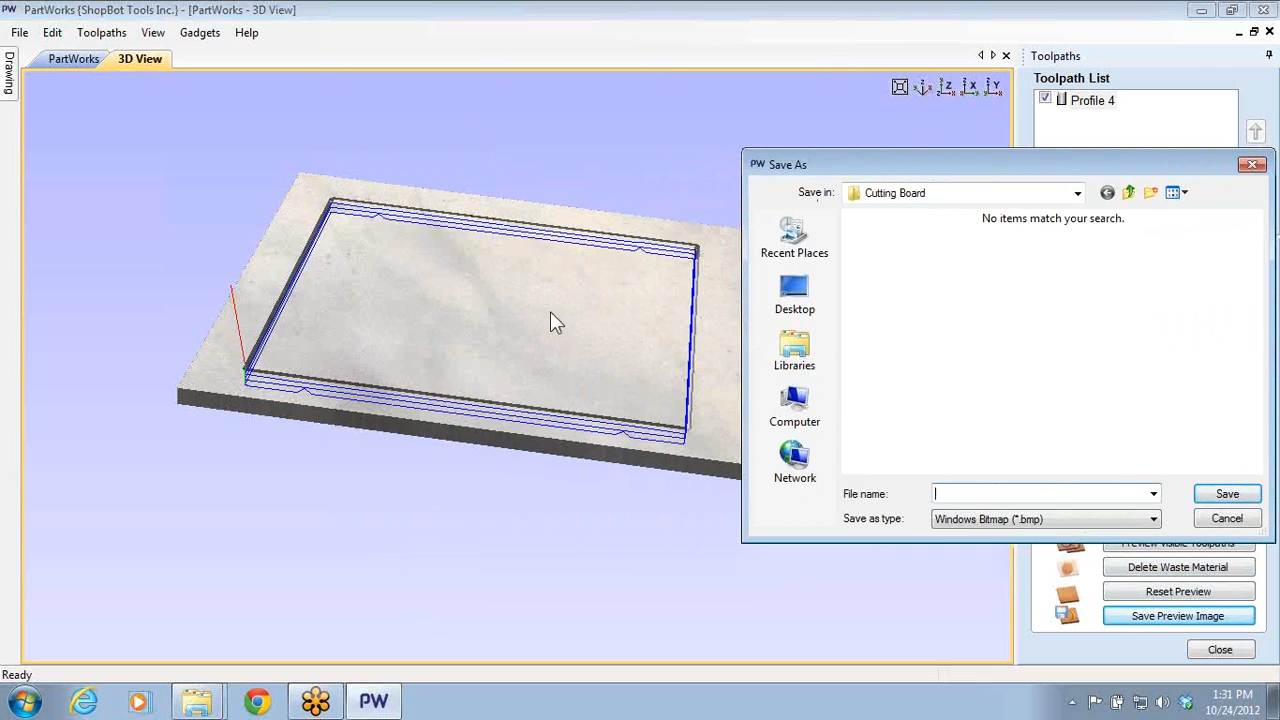 PartWorks {ShopBot Tools Inc.} - [PartWorks - 3D View]
File Edit Toolpaths View Gadgets Help
PartWorks 3D View
Drawing
Z X Y
Toolpaths
Toolpath List
Profile 4
PW Save As
Save in: Cutting Board
No items match your search.
Recent Places
Desktop
Libraries
Computer
Network
File name: Save
Save as type: Windows Bitmap (*.bmp) Cancel
Preview Visible Toolpaths
Delete Waste Material
Reset Preview
Save Preview Image
Close
Ready
PW
1:31 PM
10/24/2012